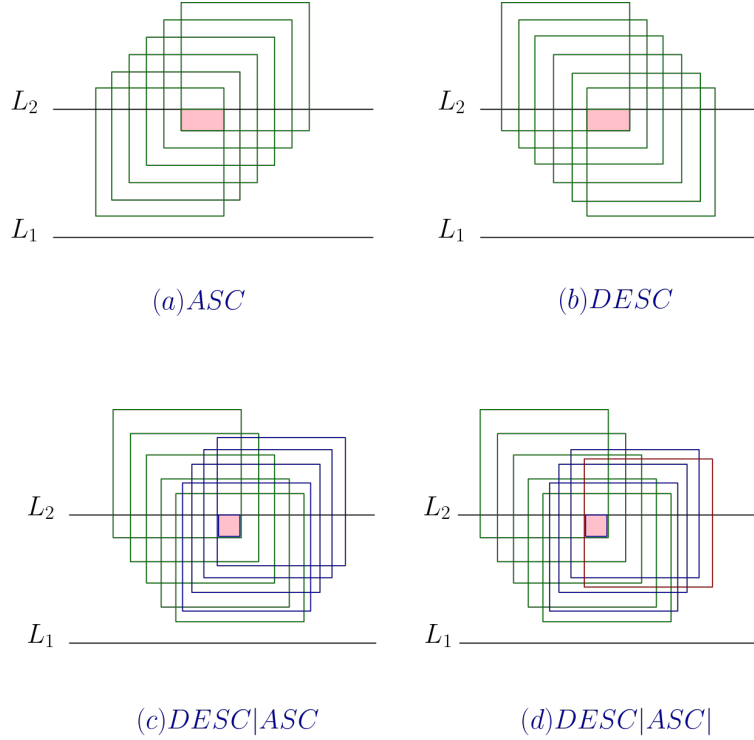 L₂
L₂
L₁
L₁
(a)ASC
(b)DESC
L₂
L₂
L₁
L₁
(c)DESC|ASC
(d)DESC|ASC|